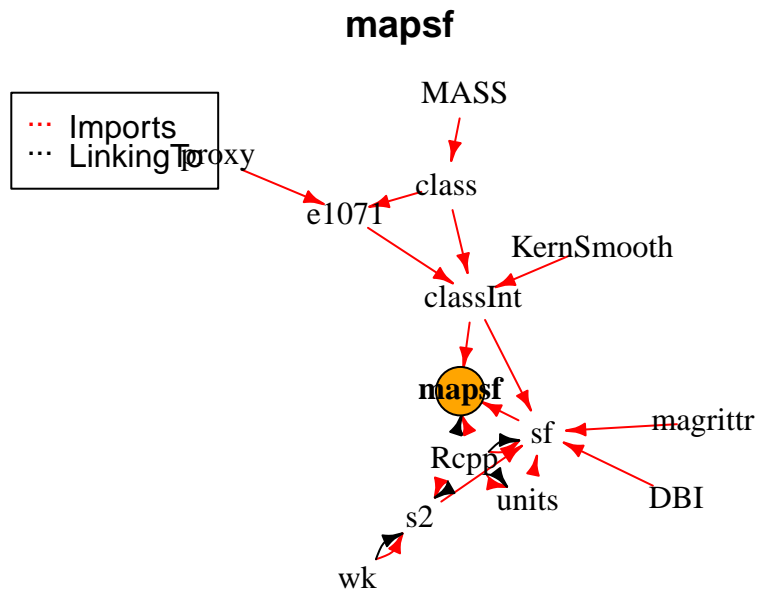 mapsf
MASS
Imports
LinkingTo
proxy
class
e1071
KernSmooth
classInt
mapsf
magrittr
sf
Rcpp
units
DBI
s2
wk